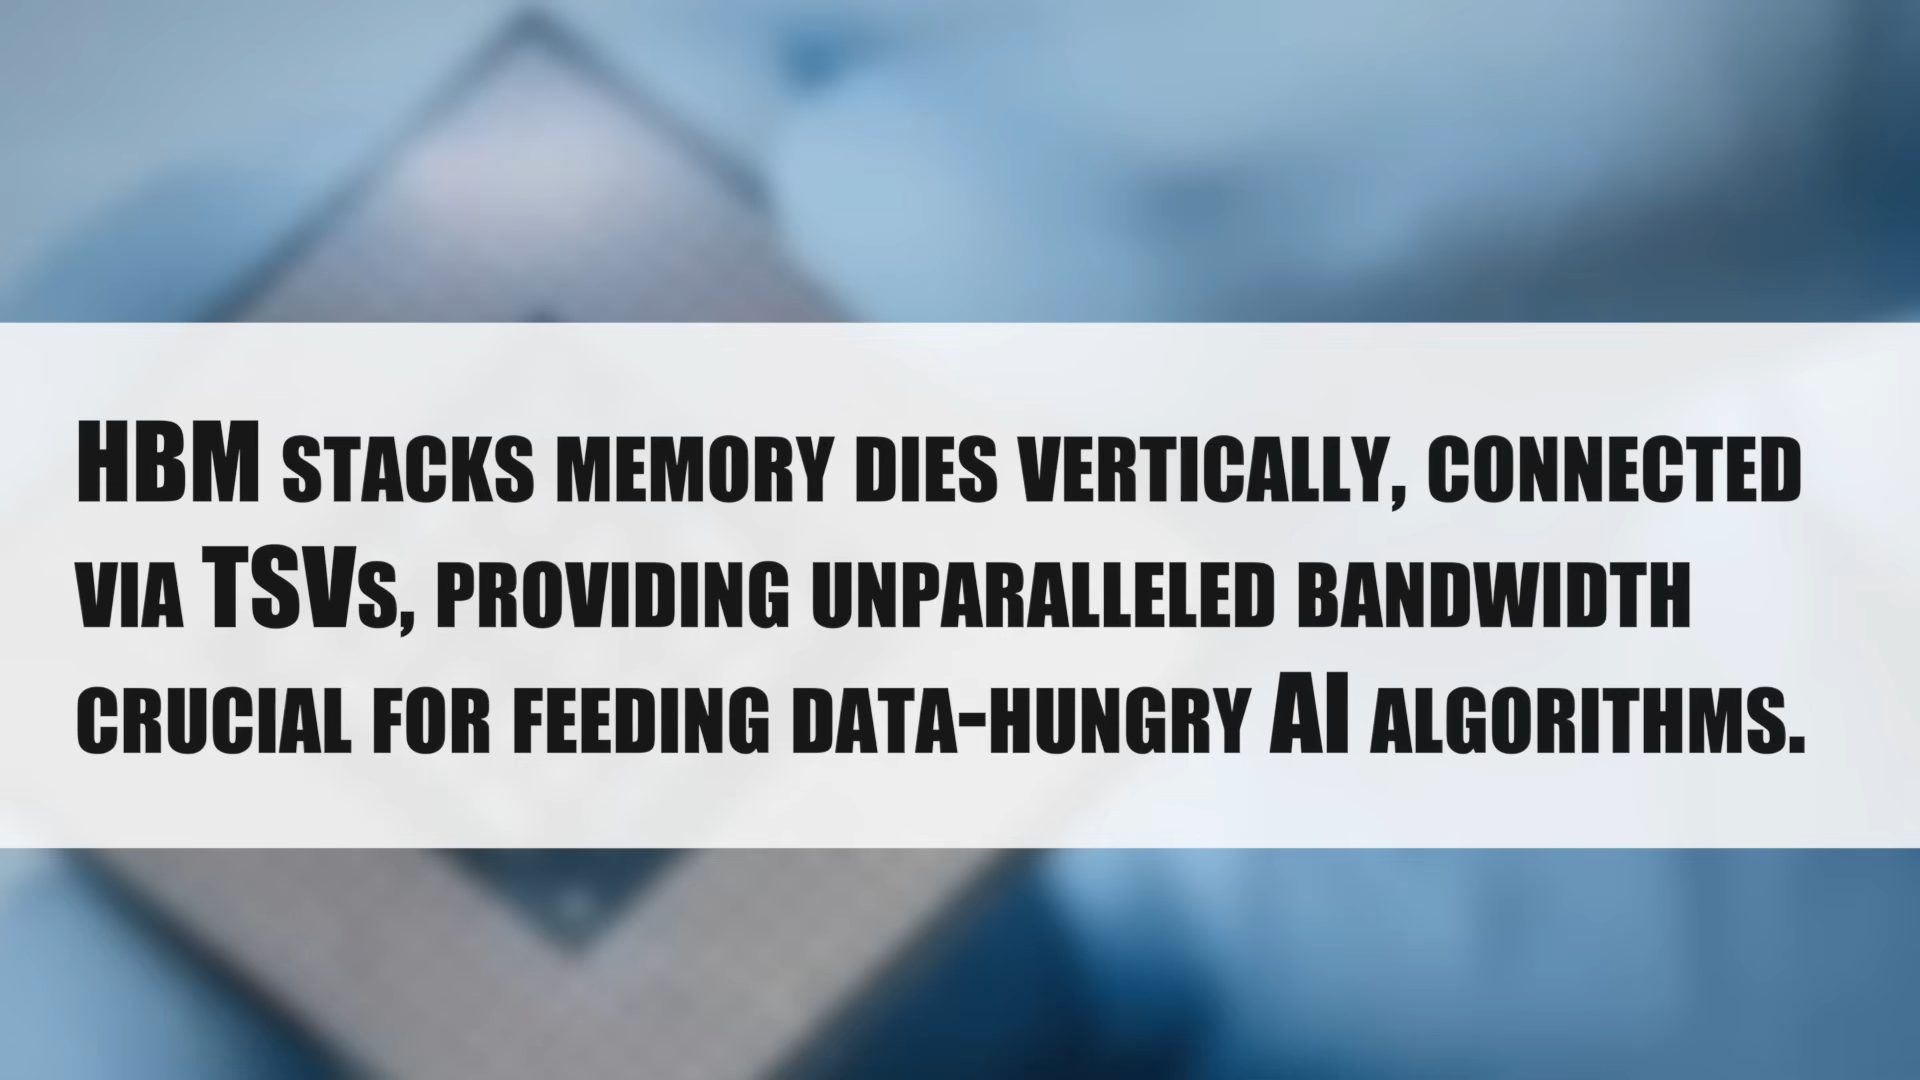 HBM stacks memory dies vertically, connected
via TSVs, providing unparalleled bandwidth
crucial for feeding data-hungry AI algorithms.